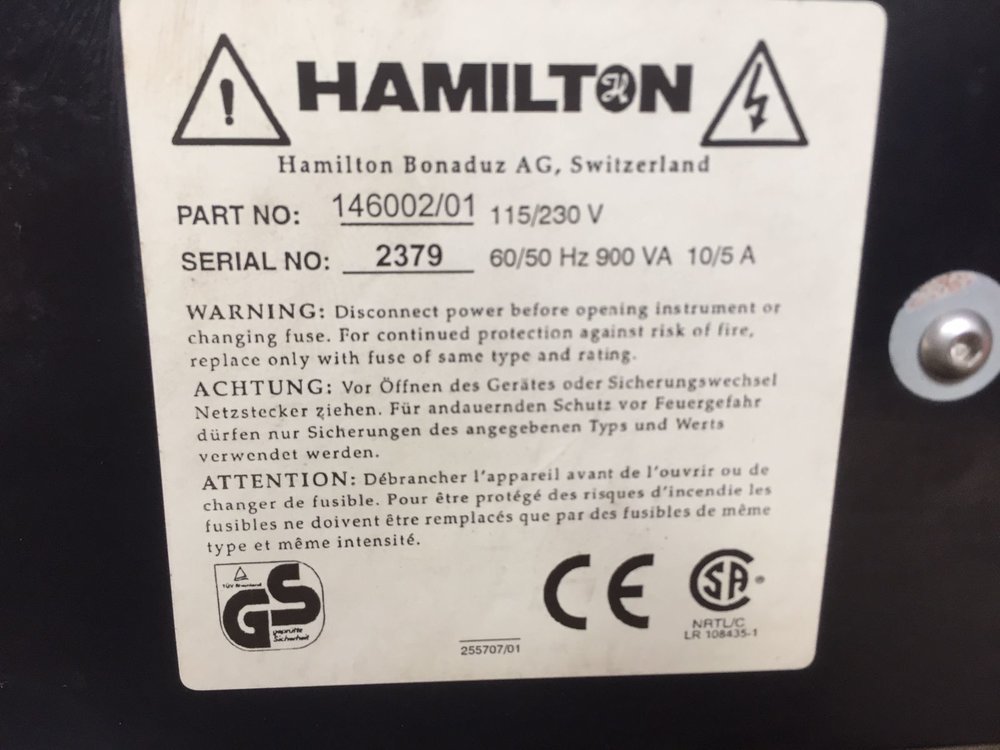 HAMILTON
Hamilton Bonaduz AG, Switzerland
PART NO: 146002/01 115/230 V
SERIAL NO: 2379 60/50 Hz 900 VA 10/5 A
WARNING: Disconnect power before opening instrument or
changing fuse. For continued protection against risk of fire,
replace only with fuse of same type and rating.
ACHTUNG: Vor Öffnen des Gerätes oder Sicherungswechsel
Netzstecker ziehen. Für andauernden Schutz vor Feuergefahr
dürfen nur Sicherungen des angegebenen Typs und Werts
verwendet werden.
ATTENTION: Débrancher l'appareil avant de l'ouvrir ou de
changer de fusible. Pour être protégé des risques d'incendie les
fusibles ne doivent être remplacés que par des fusibles de même
type et même intensité.
TÜV Rheinland
GS
geprüfte
Sicherheit
CE
SA®
NRTL/C
LR 108435-1
255707/01